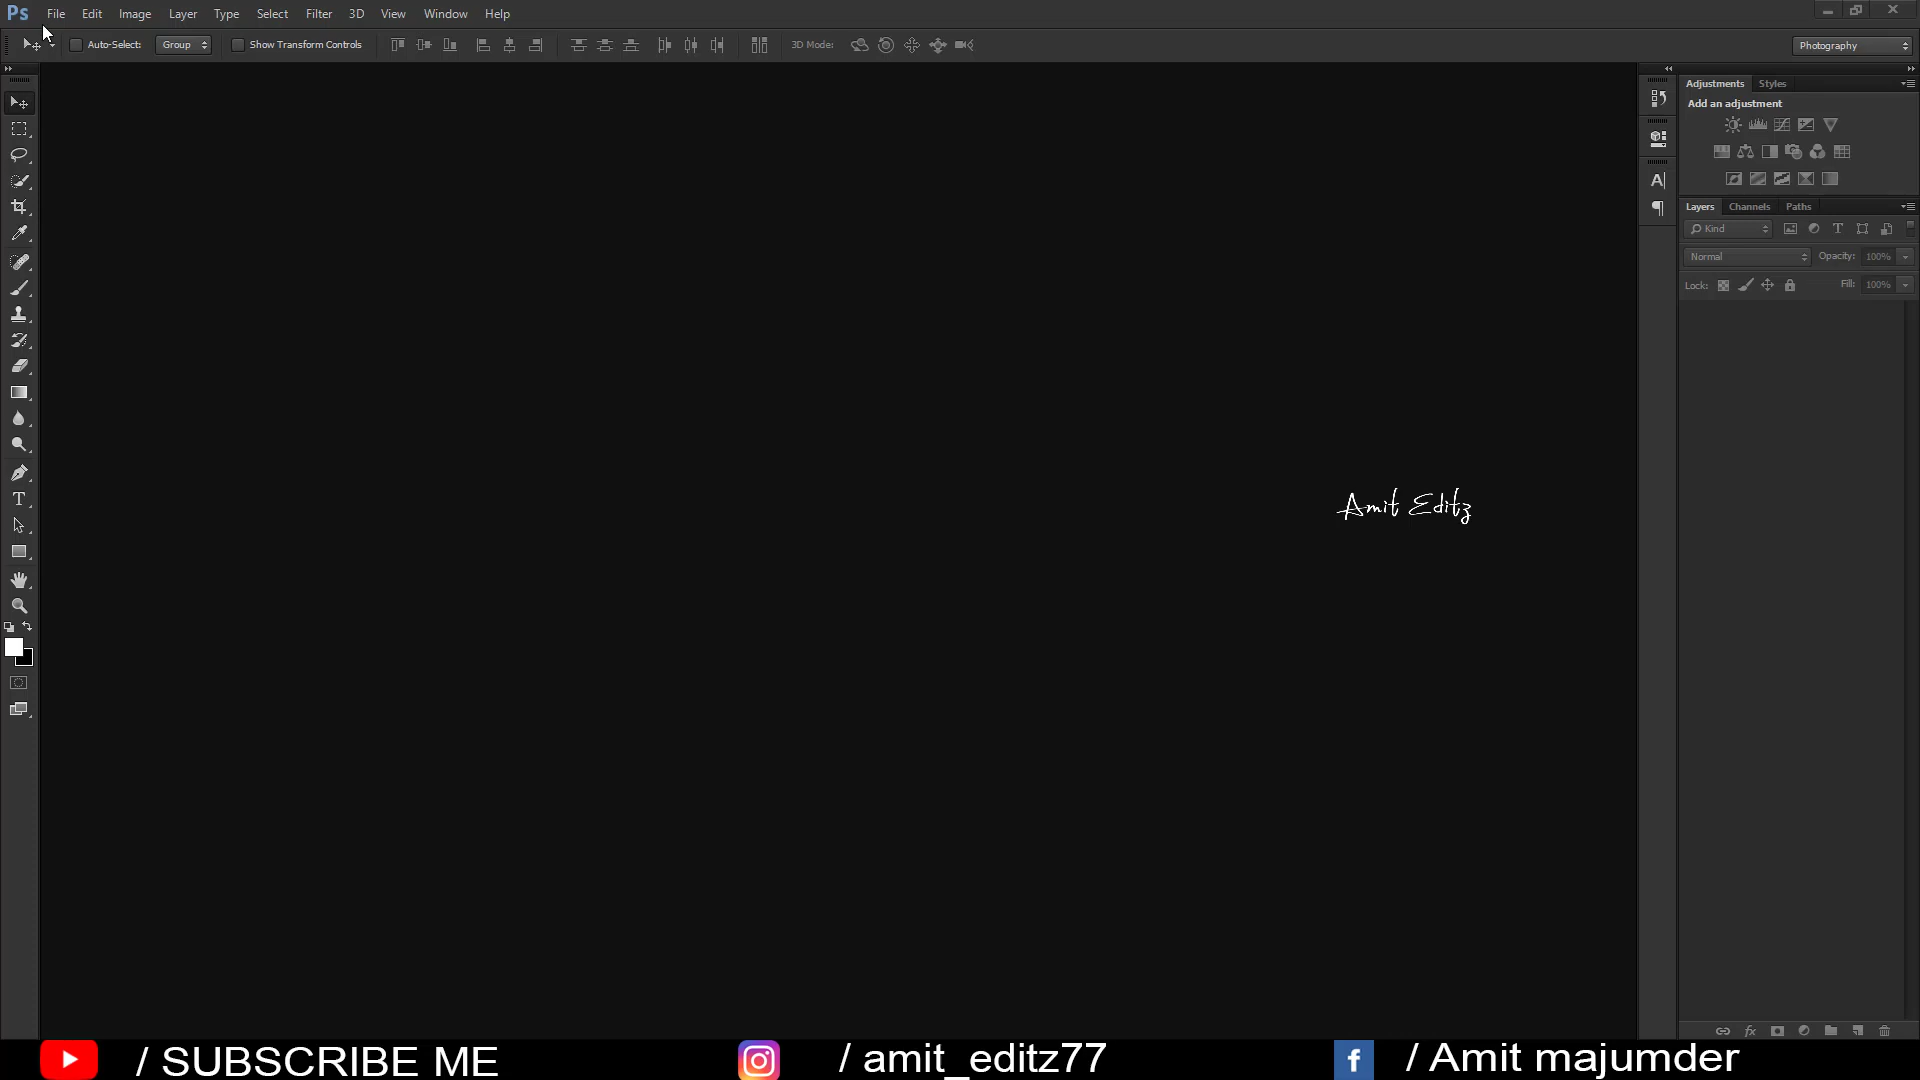 Ps File Edit Image Layer Type Select Filter 3D View Window Help
Auto-Select: Group Show Transform Controls 3D Mode: Photography
Adjustments Styles
Add an adjustment
Layers Channels Paths
Kind T
Normal Opacity: 100%
Lock: Fill: 100%
A
T
Amit Editz
fx
/ SUBSCRIBE ME / amit_editz77 f / Amit majumder